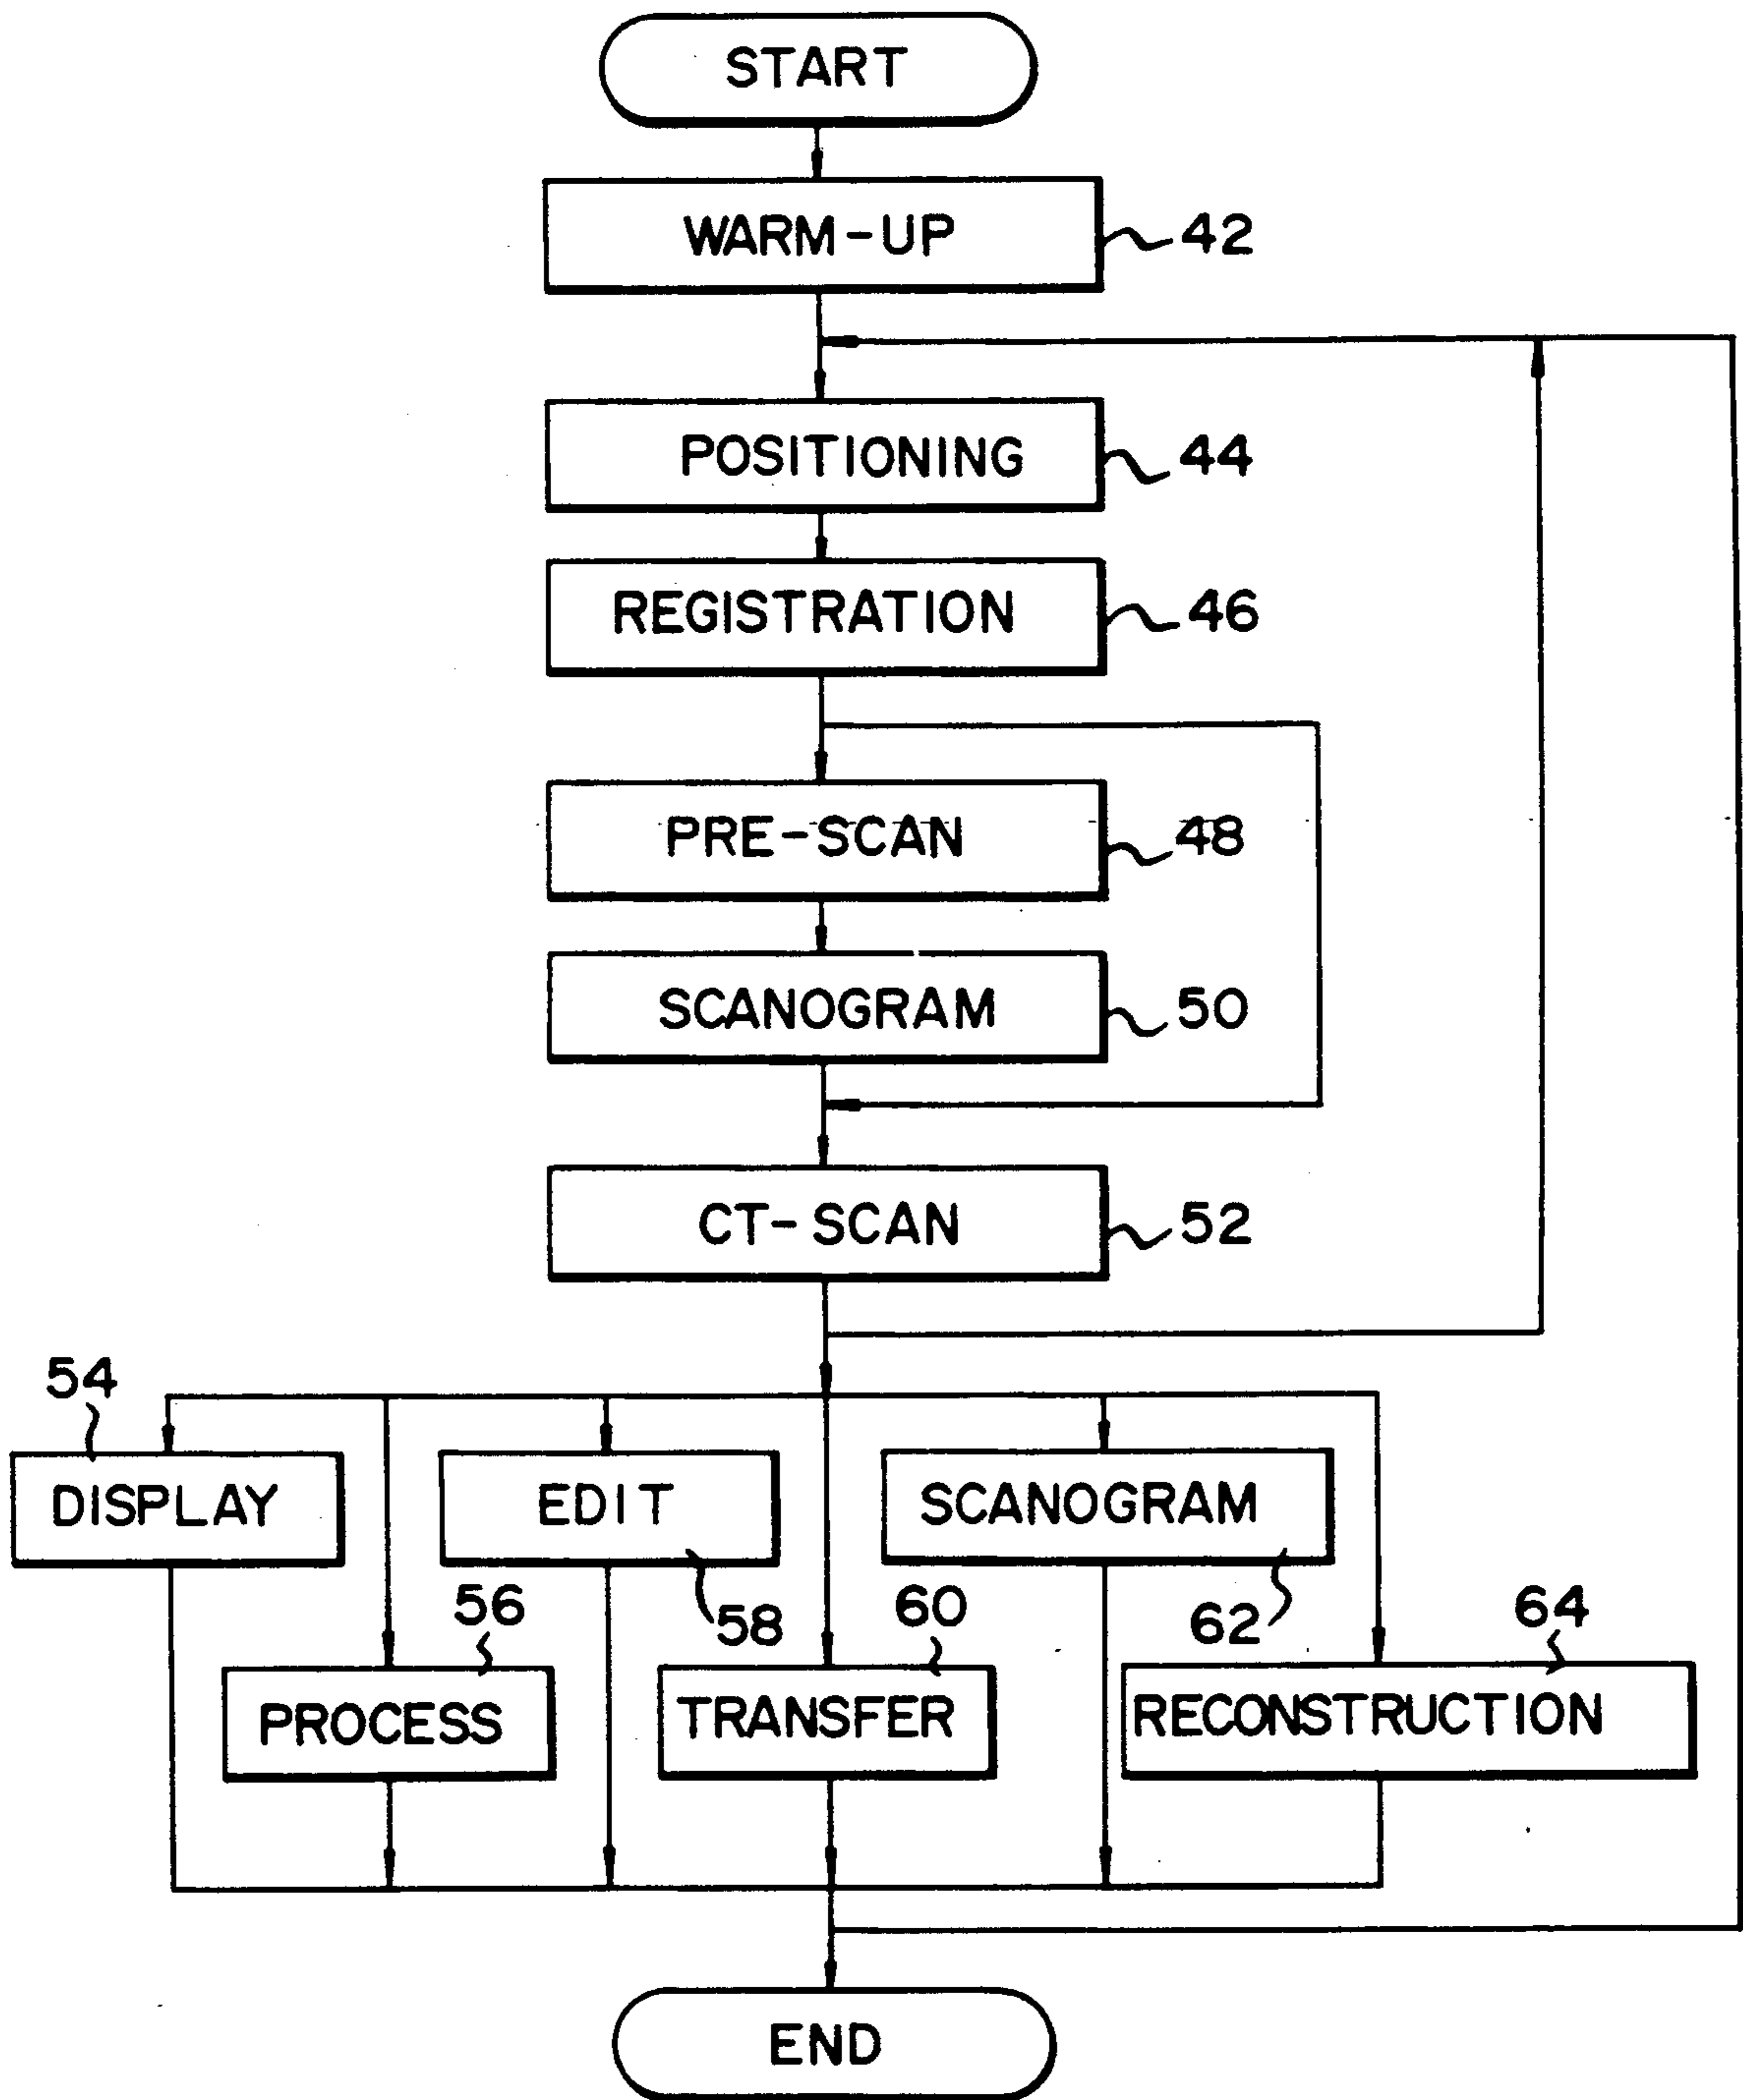 START
WARM-UP
42
POSITIONING
44
REGISTRATION
46
PRE-SCAN
48
SCANOGRAM
50
CT-SCAN
52
54
DISPLAY
EDIT
SCANOGRAM
56
58
60
62
64
PROCESS
TRANSFER
RECONSTRUCTION
END